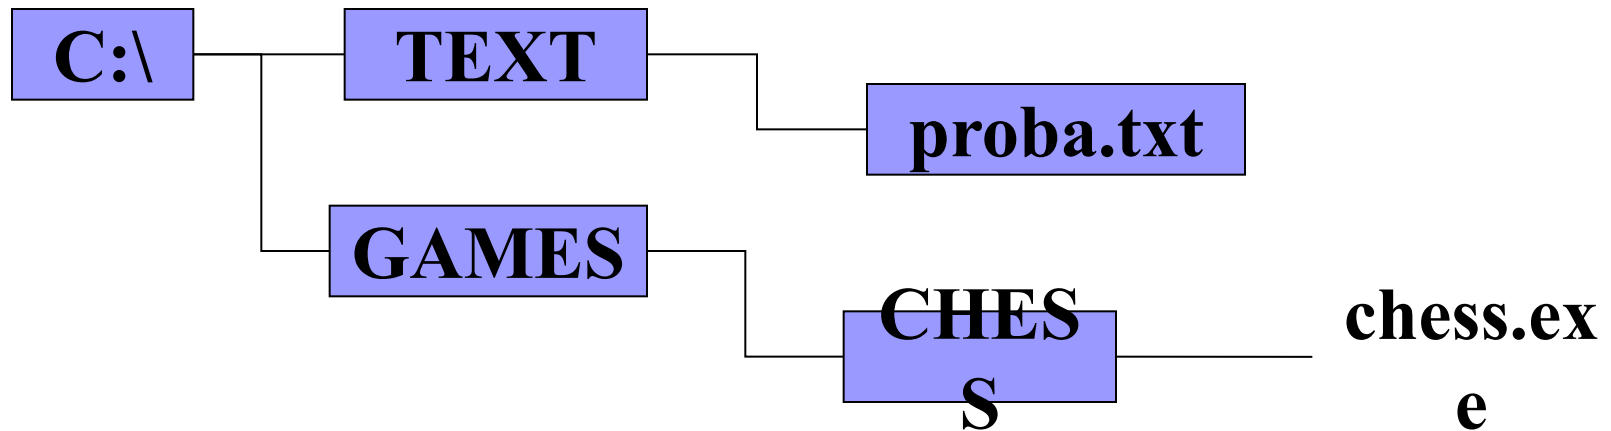 C:\
TEXT
proba.txt
GAMES
CHES
S
chess.ex
e